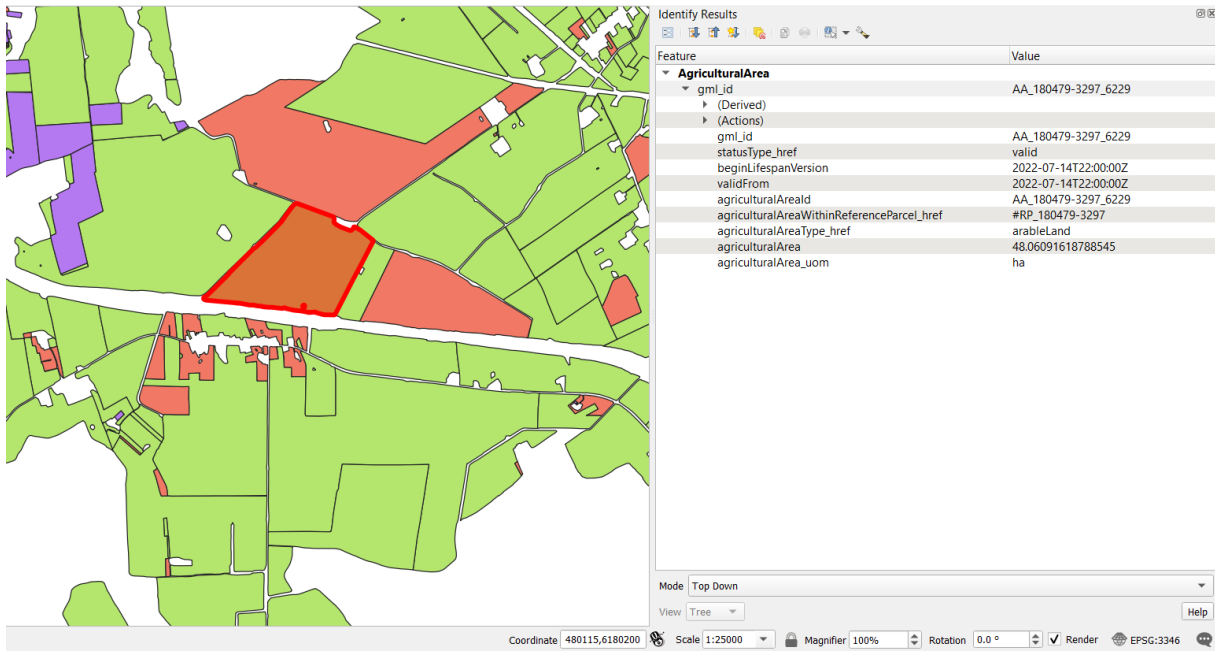 Identify Results
Feature Value
AgriculturalArea
gml_id AA_180479-3297_6229
(Derived)
(Actions)
gml_id AA_180479-3297_6229
statusType_href valid
beginLifespanVersion 2022-07-14T22:00:00Z
validFrom 2022-07-14T22:00:00Z
agriculturalAreaId AA_180479-3297_6229
agriculturalAreaWithinReferenceParcel_href #RP_180479-3297
agriculturalAreaType_href arableLand
agriculturalArea 48.06091618788545
agriculturalArea_uom ha
Mode Top Down
View Tree Help
Coordinate 480115,6180200 Scale 1:25000 Magnifier 100% Rotation 0.0 ° Render EPSG:3346